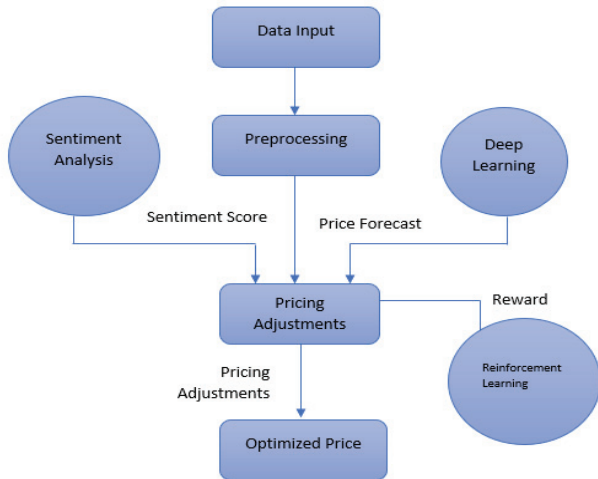 Data Input
Sentiment
Analysis
Preprocessing
Deep
Learning
Sentiment Score
Price Forecast
Pricing
Adjustments
Reward
Pricing
Adjustments
Reinforcement
Learning
Optimized Price